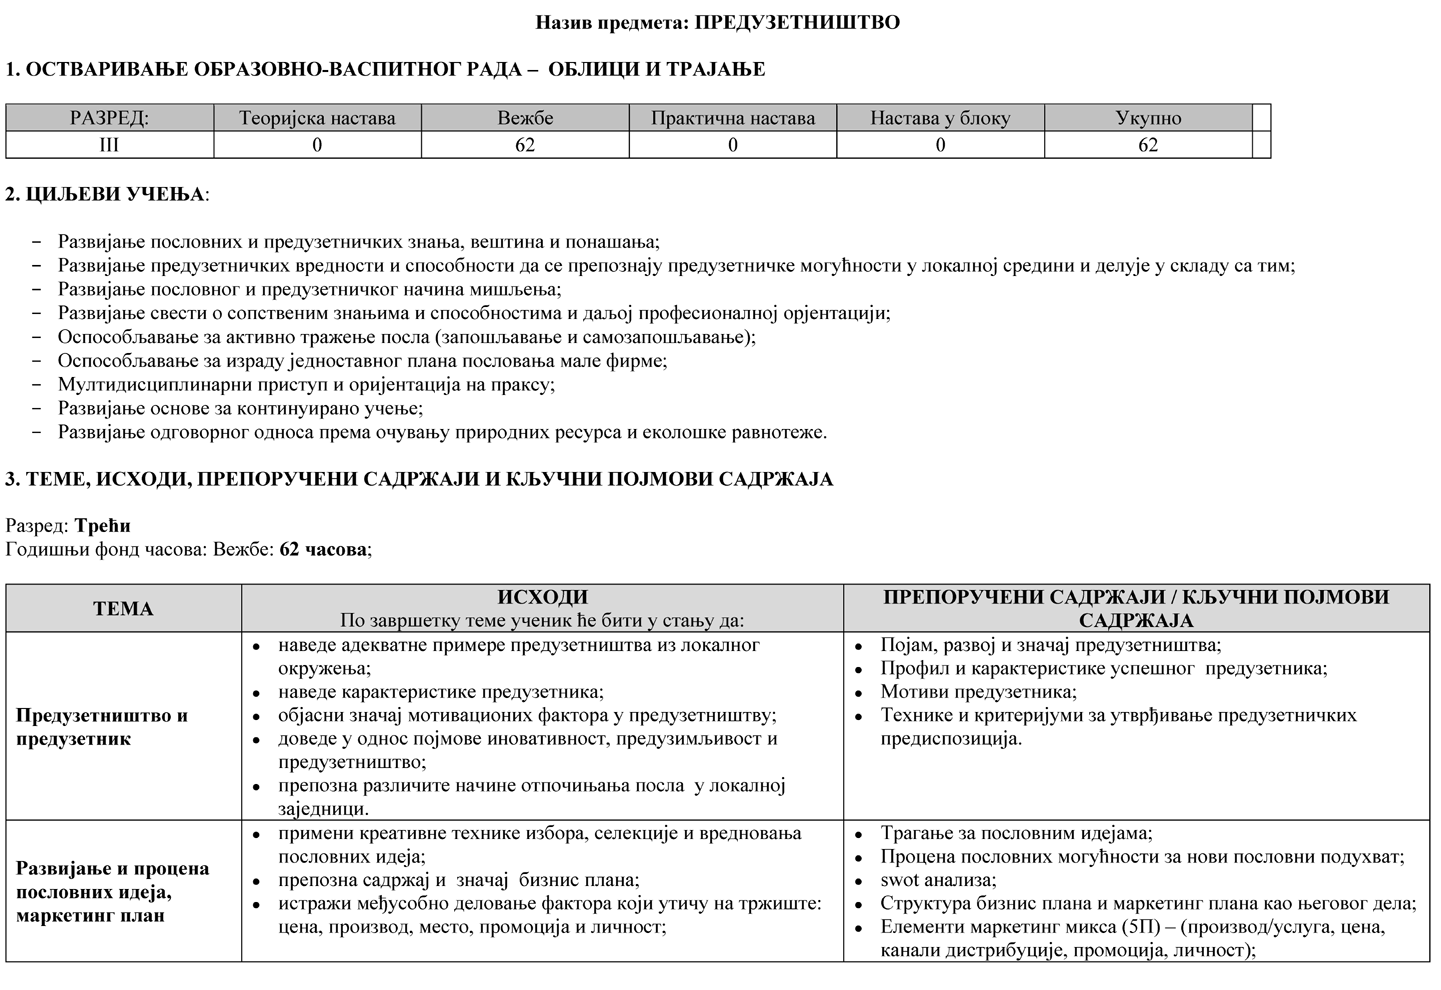 Назив предмета: ПРЕДУЗЕТНИШТВО
1. ОСТВАРИВАЊЕ ОБРАЗОВНО-ВАСПИТНОГ РАДА – ОБЛИЦИ И ТРАЈАЊЕ
РАЗРЕД: Теоријска настава Вежбе Практична настава Настава у блоку Укупно
III 0 62 0 0 62
2. ЦИЉЕВИ УЧЕЊА:
− Развијање пословних и предузетничких знања, вештина и понашања;
− Развијање предузетничких вредности и способности да се препознају предузетничке могућности у локалној средини и делује у складу са тим;
− Развијање пословног и предузетничког начина мишљења;
− Развијање свести о сопственим знањима и способностима и даљој професионалној орјентацији;
− Оспособљавање за активно тражење посла (запошљавање и самозапошљавање);
− Оспособљавање за израду једноставног плана пословања мале фирме;
− Мултидисциплинарни приступ и оријентација на праксу;
− Развијање основе за континуирано учење;
− Развијање одговорног односа према очувању природних ресурса и еколошке равнотеже.
3. ТЕМЕ, ИСХОДИ, ПРЕПОРУЧЕНИ САДРЖАЈИ И КЉУЧНИ ПОЈМОВИ САДРЖАЈА
Разред: Трећи
Годишњи фонд часова: Вежбе: 62 часова;
ТЕМА
ИСХОДИ
По завршетку теме ученик ће бити у стању да:
ПРЕПОРУЧЕНИ САДРЖАЈИ / КЉУЧНИ ПОЈМОВИ
САДРЖАЈА
Предузетништво и
предузетник
• наведе адекватне примере предузетништва из локалног
окружења;
• наведе карактеристике предузетника;
• објасни значај мотивационих фактора у предузетништву;
• доведе у однос појмове иновативност, предузимљивост и
предузетништво;
• препозна различите начине отпочињања посла у локалној
заједници.
• Појам, развој и значај предузетништва;
• Профил и карактеристике успешног предузетника;
• Мотиви предузетника;
• Технике и критеријуми за утврђивање предузетничких
предиспозиција.
Развијање и процена
пословних идеја,
маркетинг план
• примени креативне технике избора, селекције и вредновања
пословних идеја;
• препозна садржај и значај бизнис плана;
• истражи међусобно деловање фактора који утичу на тржиште:
цена, производ, место, промоција и личност;
• Трагање за пословним идејама;
• Процена пословних могућности за нови пословни подухват;
• swot анализа;
• Структура бизнис плана и маркетинг плана као његовог дела;
• Елементи маркетинг микса (5П) – (производ/услуга, цена,
канали дистрибуције, промоција, личност);